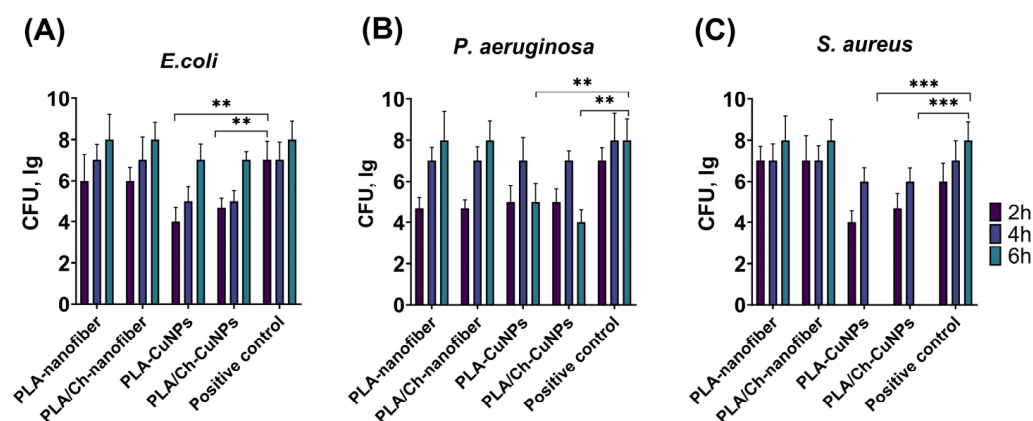 (A)
E.coli
CFU, lg
10
8
6
4
2
0
**
**
PLA-nanofiber
PLA/Ch-nanofiber
PLA-CuNPs
PLA/Ch-CuNPs
Positive control
(B)
P. aeruginosa
CFU, lg
10
8
6
4
2
0
**
**
PLA-nanofiber
PLA/Ch-nanofiber
PLA-CuNPs
PLA/Ch-CuNPs
Positive control
(C)
S. aureus
CFU, lg
10
8
6
4
2
0
***
***
PLA-nanofiber
PLA/Ch-nanofiber
PLA-CuNPs
PLA/Ch-CuNPs
Positive control
2h
4h
6h